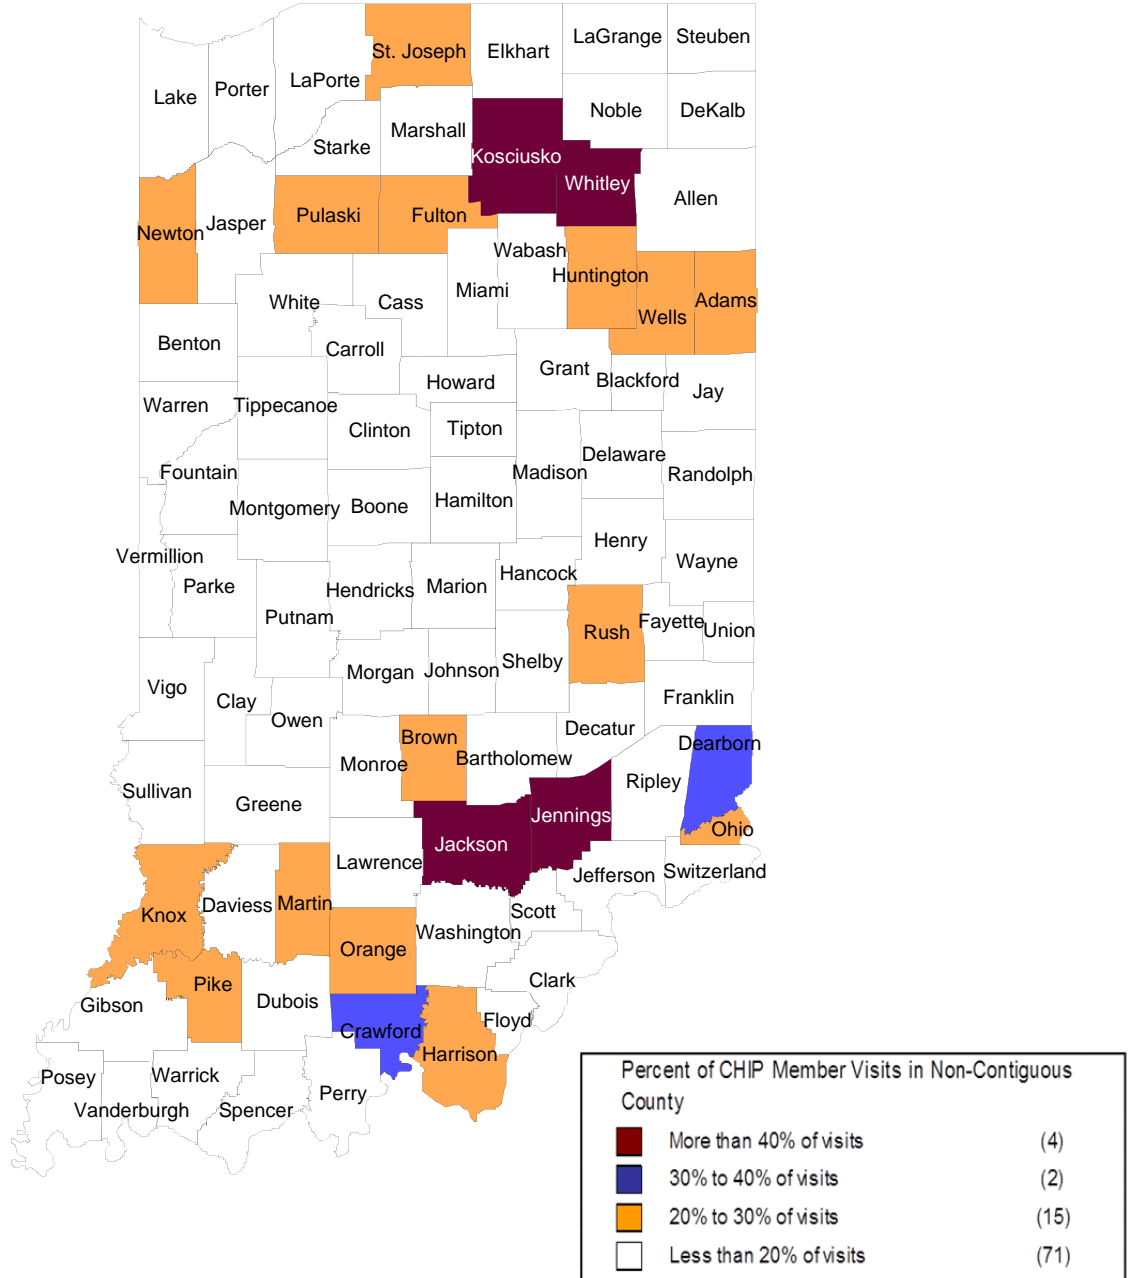 St. Joseph
Elkhart
LaGrange
Steuben
Lake
Porter
LaPorte
Noble
DeKalb
Starke
Marshall
Kosciusko
Whitley
Allen
Newton
Jasper
Pulaski
Fulton
Wabash
Huntington
Miami
Wells
Adams
White
Cass
Benton
Carroll
Grant
Blackford
Jay
Howard
Warren
Tippecanoe
Clinton
Tipton
Delaware
Fountain
Madison
Randolph
Montgomery
Boone
Hamilton
Henry
Vermillion
Wayne
Parke
Hendricks
Marion
Hancock
Putnam
Rush
Fayette
Union
Morgan
Johnson
Shelby
Vigo
Clay
Franklin
Owen
Decatur
Brown
Dearborn
Monroe
Bartholomew
Ripley
Sullivan
Greene
Jennings
Ohio
Jackson
Lawrence
Jefferson
Switzerland
Knox
Daviess
Martin
Scott
Washington
Orange
Pike
Dubois
Clark
Gibson
Crawford
Floyd
Harrison
Posey
Warrick
Perry
Vanderburgh
Spencer
Percent of CHIP Member Visits in Non-Contiguous
County
More than 40% of visits (4)
30% to 40% of visits (2)
20% to 30% of visits (15)
Less than 20% of visits (71)